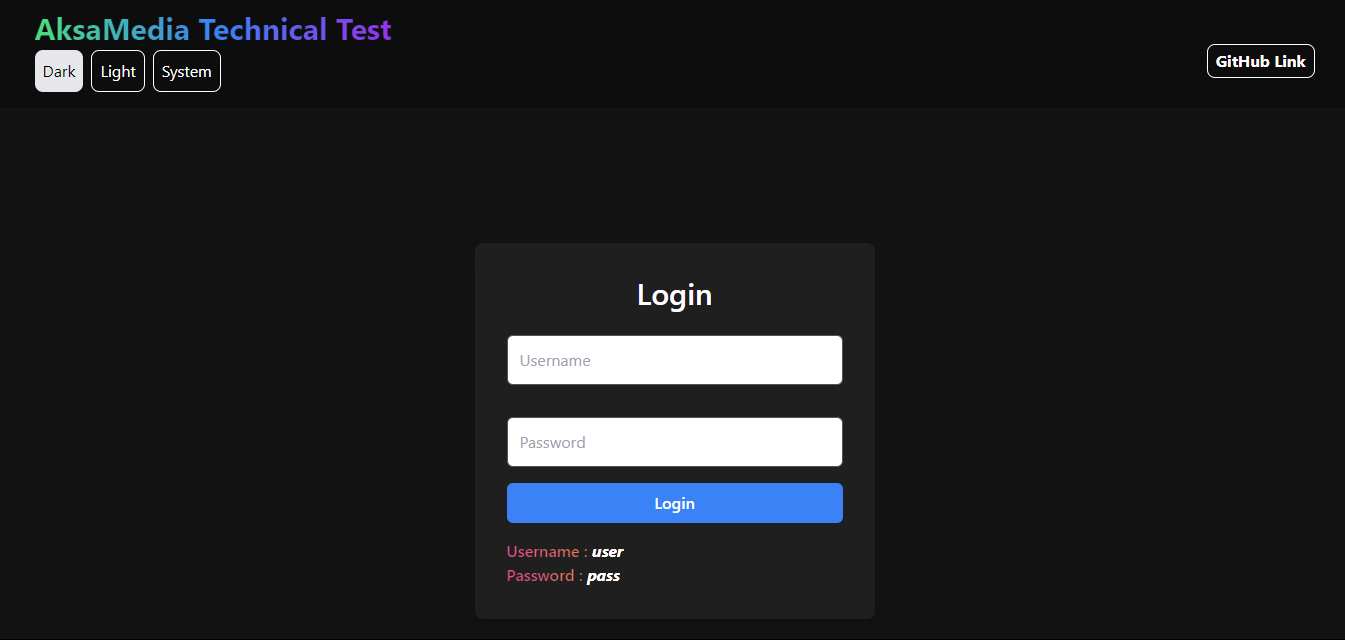 AksaMedia Technical Test
Dark Light System
GitHub Link
Login
Username
Password
Login
Username : user
Password : pass